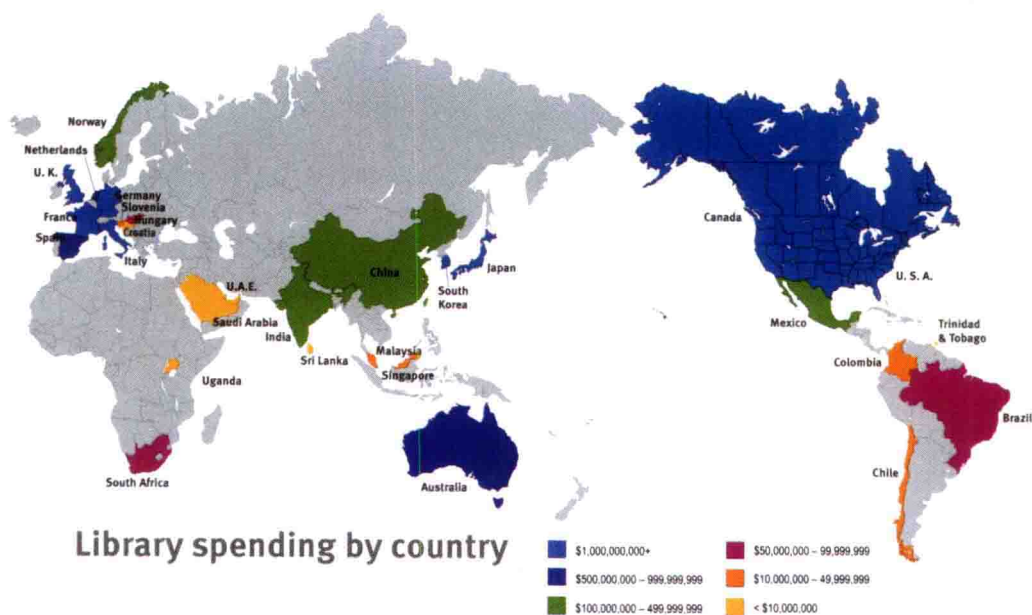 Norway
Netherlands
U. K.
Germany
Slovenia
France
Hungary
Croatia
Spain
Italy
China
Japan
South
Korea
U.A.E.
Saudi Arabia
India
Sri Lanka
Malaysia
Singapore
Uganda
South Africa
Australia
Canada
U. S. A.
Mexico
Trinidad
& Tobago
Colombia
Brazil
Chile
Library spending by country
$1,000,000,000+
$500,000,000 – 999,999,999
$100,000,000 – 499,999,999
$50,000,000 – 99,999,999
$10,000,000 – 49,999,999
< $10,000,000